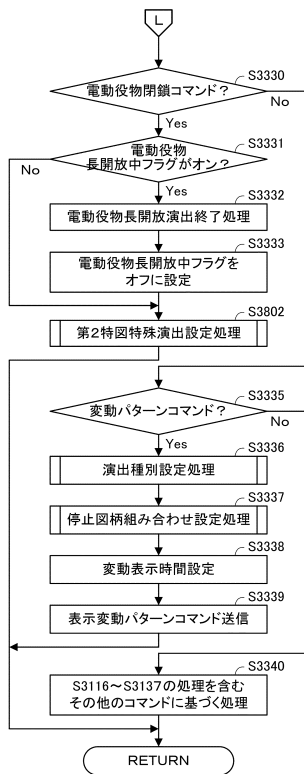 L
S3330
電動役物閉鎖コマンド？
No
Yes
S3331
電動役物
長開放中フラグがオン？
No
Yes
S3332
電動役物長開放演出終了処理
S3333
電動役物長開放中フラグを
オフに設定
S3802
第2特図特殊演出設定処理
S3335
変動パターンコマンド？
No
Yes
S3336
演出種別設定処理
S3337
停止図柄組み合わせ設定処理
S3338
変動表示時間設定
S3339
表示変動パターンコマンド送信
S3340
S3116～S3137の処理を含む
その他のコマンドに基づく処理
RETURN